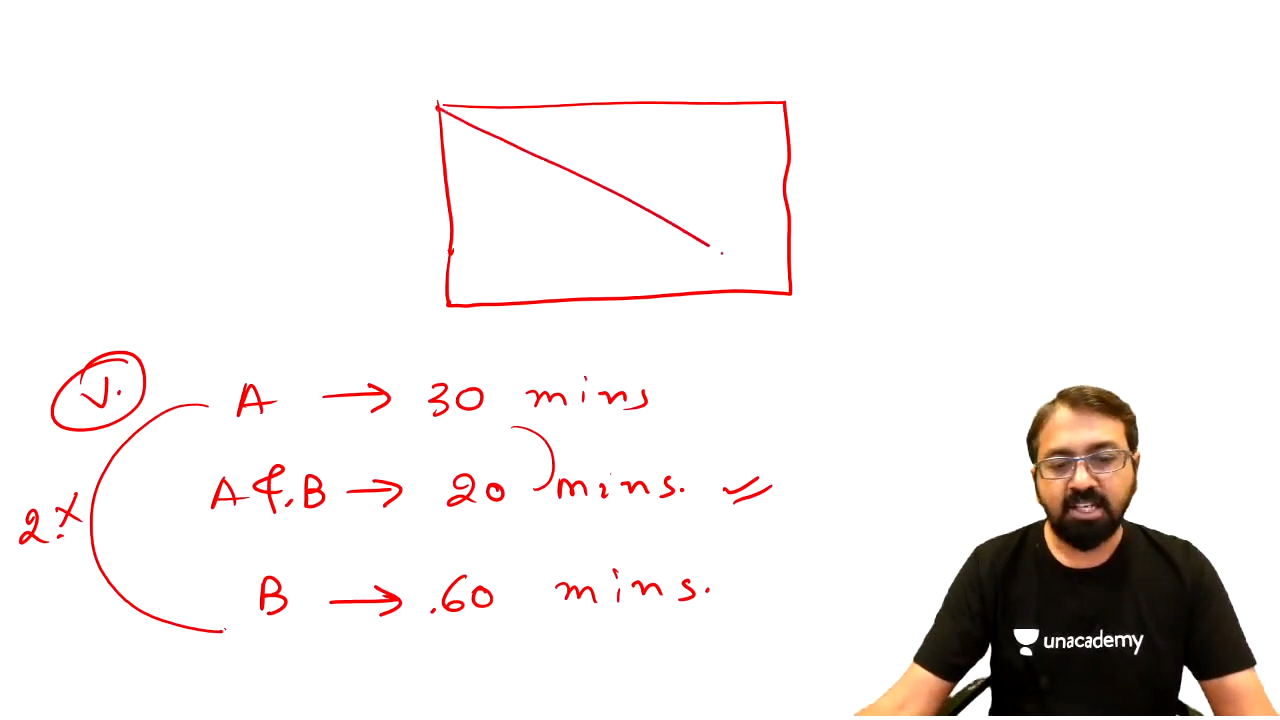 V.
A → 30 mins
A & B → 20 mins.
2x
B → .60 mins.
unacademy